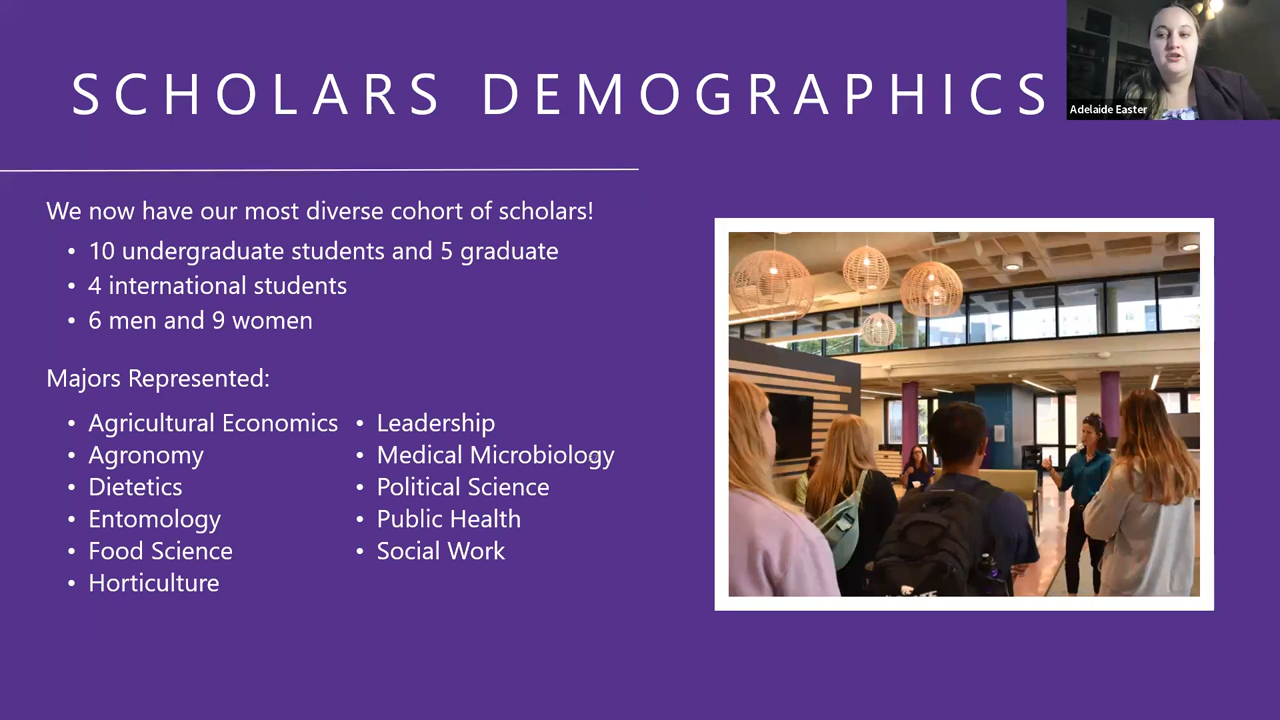 SCHOLARS DEMOGRAPHICS
Adelaide Easter
We now have our most diverse cohort of scholars!
• 10 undergraduate students and 5 graduate
• 4 international students
• 6 men and 9 women
Majors Represented:
• Agricultural Economics
• Agronomy
• Dietetics
• Entomology
• Food Science
• Horticulture
• Leadership
• Medical Microbiology
• Political Science
• Public Health
• Social Work